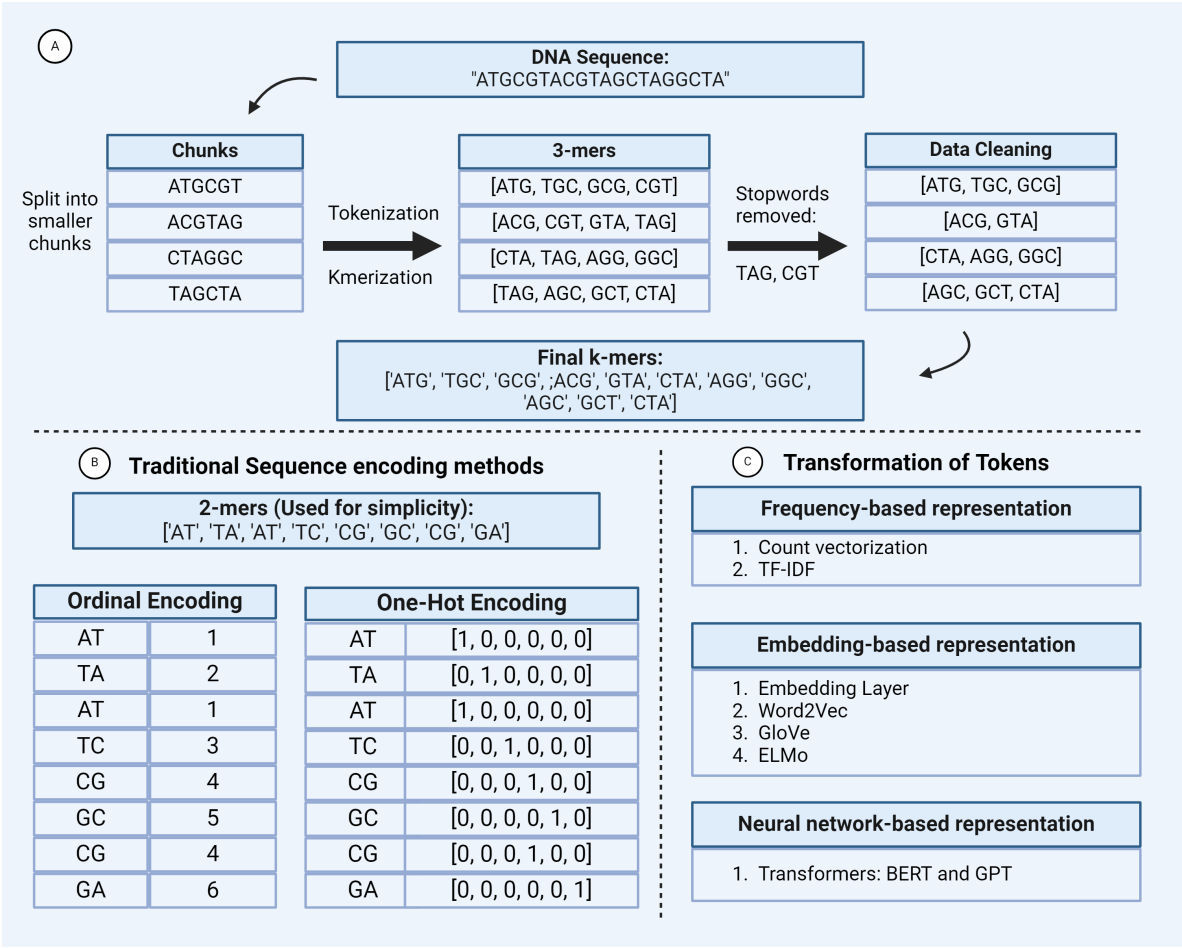 A
DNA Sequence:
"ATGCGTACGTAGCTAGGCTA"
Chunks
ATGCGT
ACGTAG
CTAGGC
TAGCTA
Split into
smaller
chunks
Tokenization
Kmerization
3-mers
[ATG, TGC, GCG, CGT]
[ACG, CGT, GTA, TAG]
[CTA, TAG, AGG, GGC]
[TAG, AGC, GCT, CTA]
Stopwords
removed:
TAG, CGT
Data Cleaning
[ATG, TGC, GCG]
[ACG, GTA]
[CTA, AGG, GGC]
[AGC, GCT, CTA]
Final k-mers:
['ATG', 'TGC', 'GCG', ;ACG', 'GTA', 'CTA', 'AGG', 'GGC',
'AGC', 'GCT', 'CTA']
B Traditional Sequence encoding methods
2-mers (Used for simplicity):
['AT', 'TA', 'AT', 'TC', 'CG', 'GC', 'CG', 'GA']
Ordinal Encoding
AT 1
TA 2
AT 1
TC 3
CG 4
GC 5
CG 4
GA 6
One-Hot Encoding
AT [1, 0, 0, 0, 0, 0]
TA [0, 1, 0, 0, 0, 0]
AT [1, 0, 0, 0, 0, 0]
TC [0, 0, 1, 0, 0, 0]
CG [0, 0, 0, 1, 0, 0]
GC [0, 0, 0, 0, 1, 0]
CG [0, 0, 0, 1, 0, 0]
GA [0, 0, 0, 0, 0, 1]
C Transformation of Tokens
Frequency-based representation
1. Count vectorization
2. TF-IDF
Embedding-based representation
1. Embedding Layer
2. Word2Vec
3. GloVe
4. ELMo
Neural network-based representation
1. Transformers: BERT and GPT